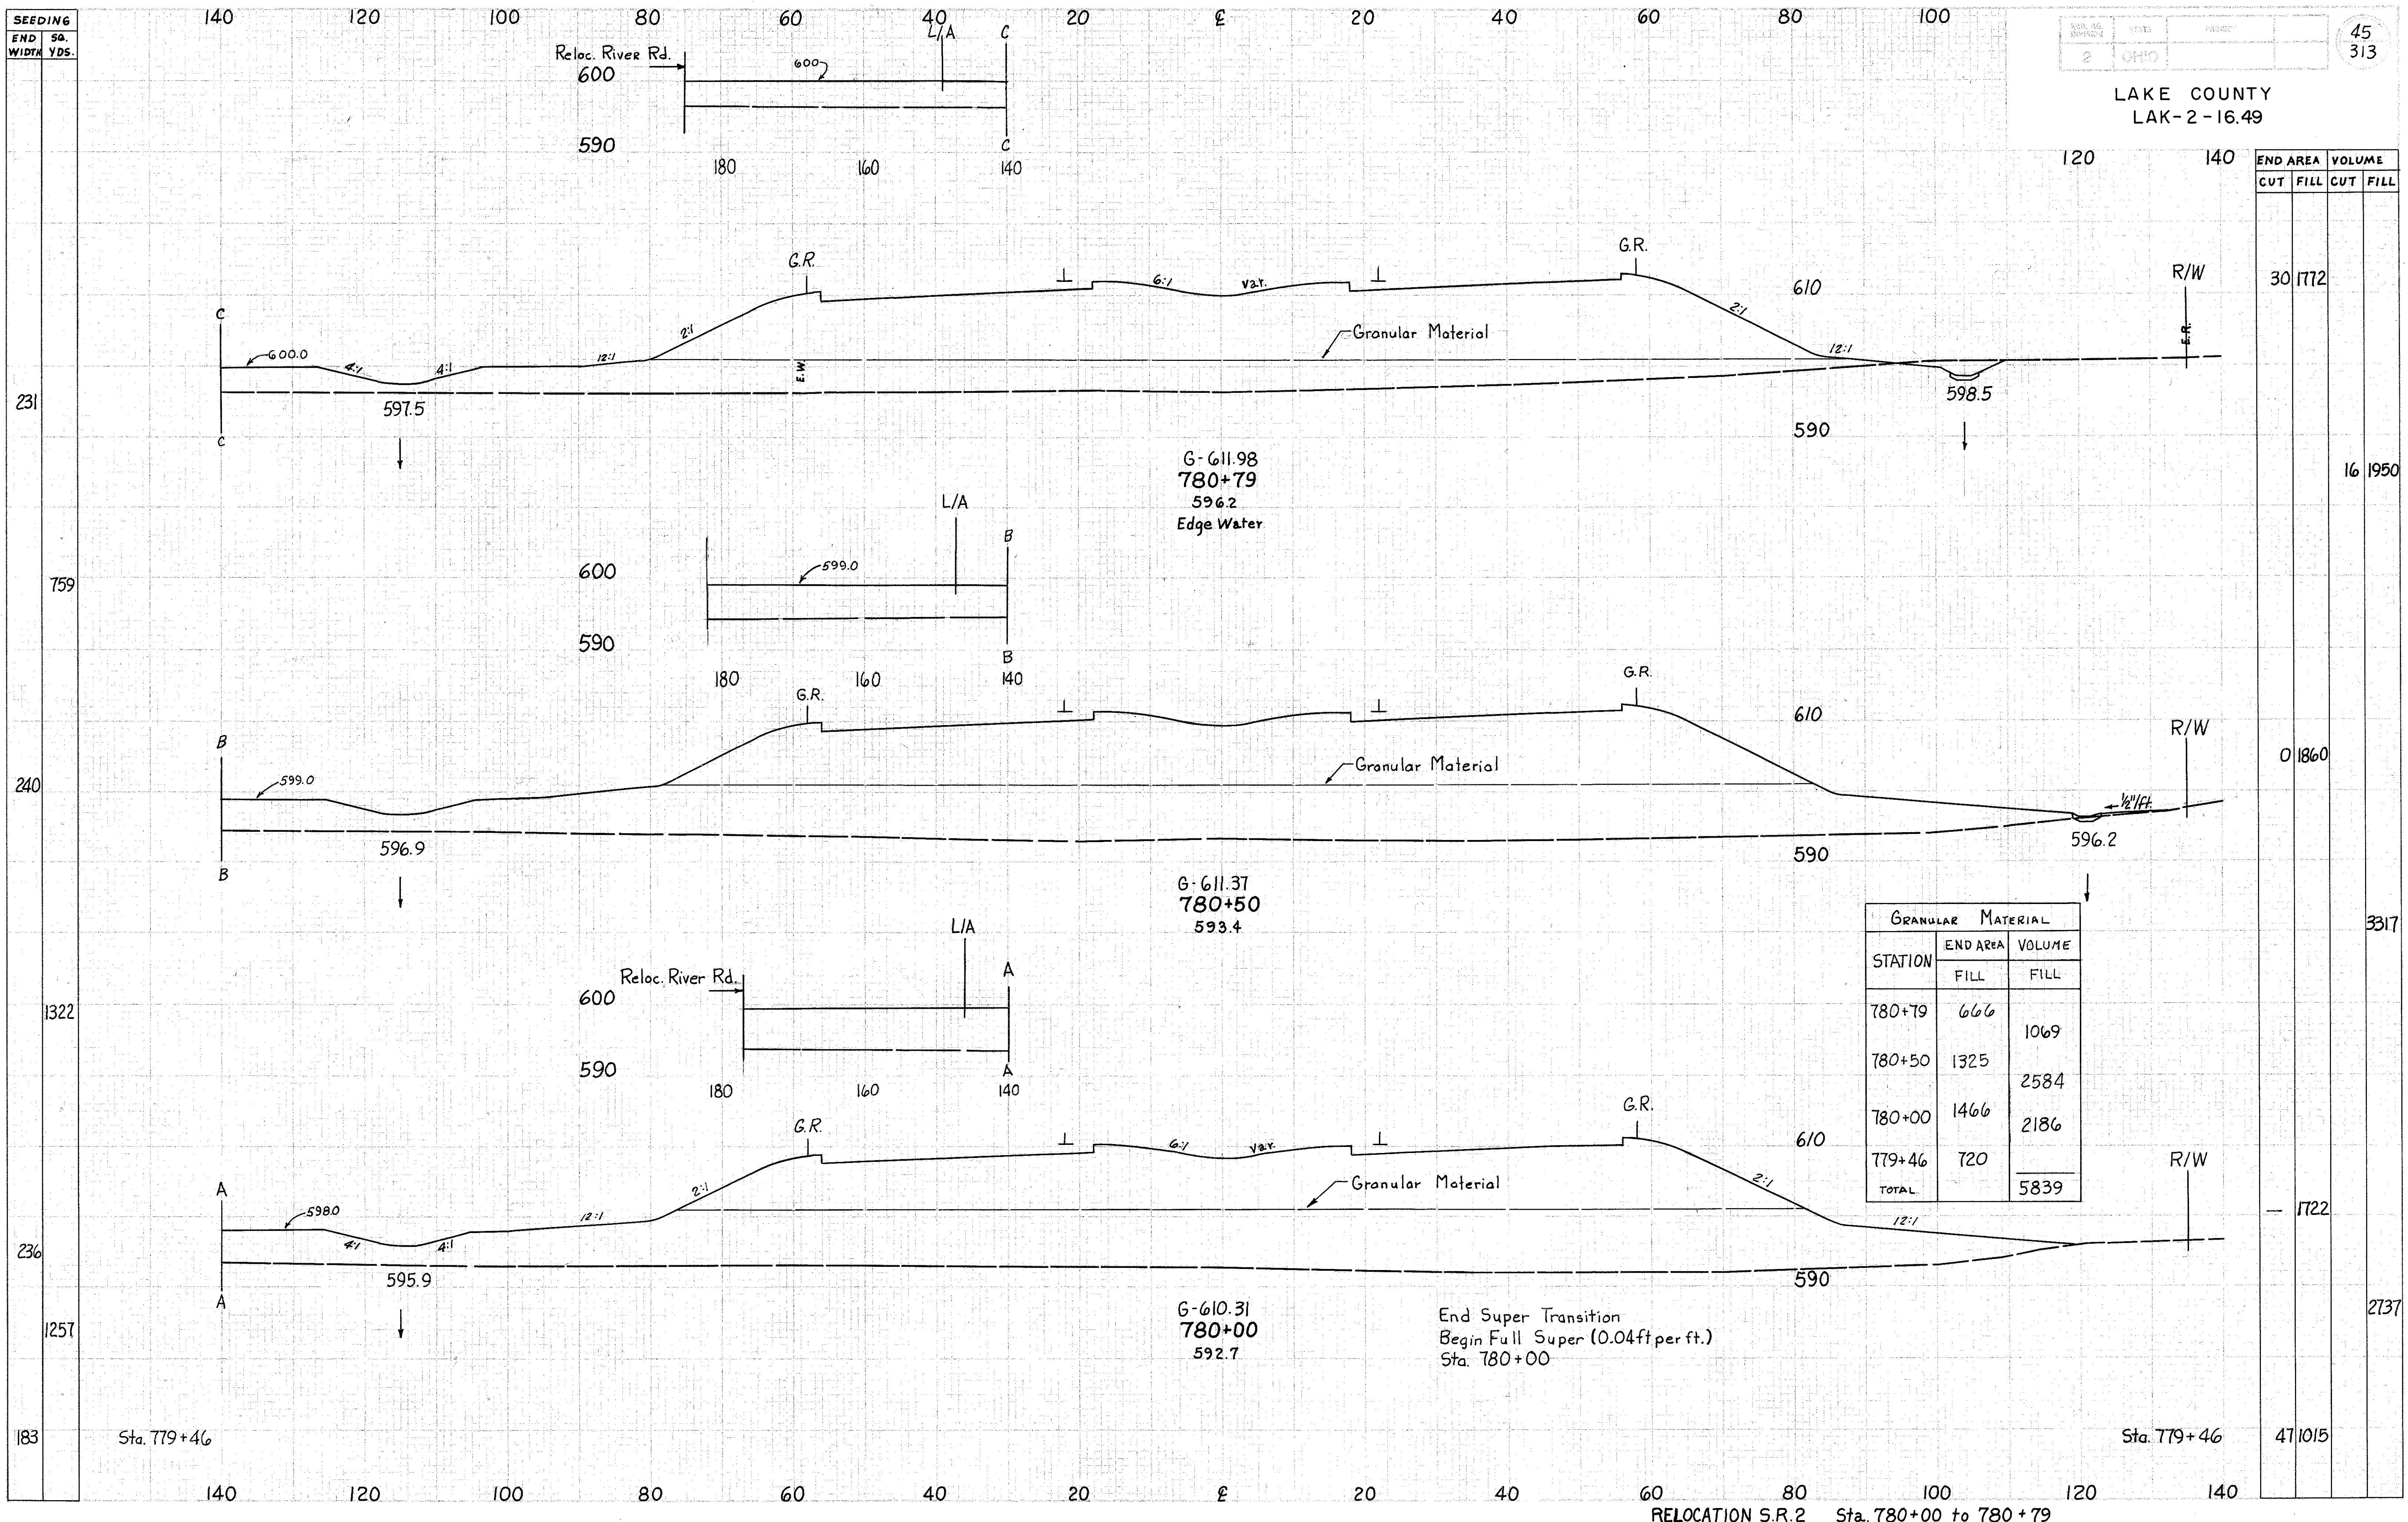 SEEDING
END WIDTH SQ. YDS.
140 120 100 80 60 40 20 ℄ 20 40 60 80 100
45
313
LAKE COUNTY
LAK-2-16.49
120 140
END AREA VOLUME
CUT FILL CUT FILL
Reloc. River Rd.
L/A
C
600
600
590
C
180 160 140
G.R.
6:1
var.
G.R.
610
R/W
30 1772
C
600.0
4:1
4:1
12:1
2:1
E.W.
Granular Material
2:1
12:1
E.R.
231
597.5
598.5
C
590
G-611.98
780+79
596.2
Edge Water
16 1950
L/A
B
600
599.0
759
590
B
180 160 140
G.R.
G.R.
610
R/W
B
0 1860
240
599.0
Granular Material
1/2"/ft.
596.9
590
596.2
B
G-611.37
780+50
593.4
3317
GRANULAR MATERIAL
STATION END AREA VOLUME
FILL FILL
780+79 666
1069
780+50 1325
2584
780+00 1466
2186
779+46 720
TOTAL 5839
L/A
Reloc. River Rd.
A
600
1322
590
A
180 160 140
G.R.
6:1
var.
G.R.
610
R/W
A
598.0
4:1
4:1
12:1
2:1
Granular Material
2:1
12:1
— 1722
236
595.9
590
A
G-610.31
780+00
592.7
End Super Transition
Begin Full Super (0.04ft per ft.)
Sta. 780+00
2737
1257
183
Sta. 779+46
Sta. 779+46
47 1015
140 120 100 80 60 40 20 ℄ 20 40 60 80 100 120 140
RELOCATION S.R.2 Sta. 780+00 to 780+79